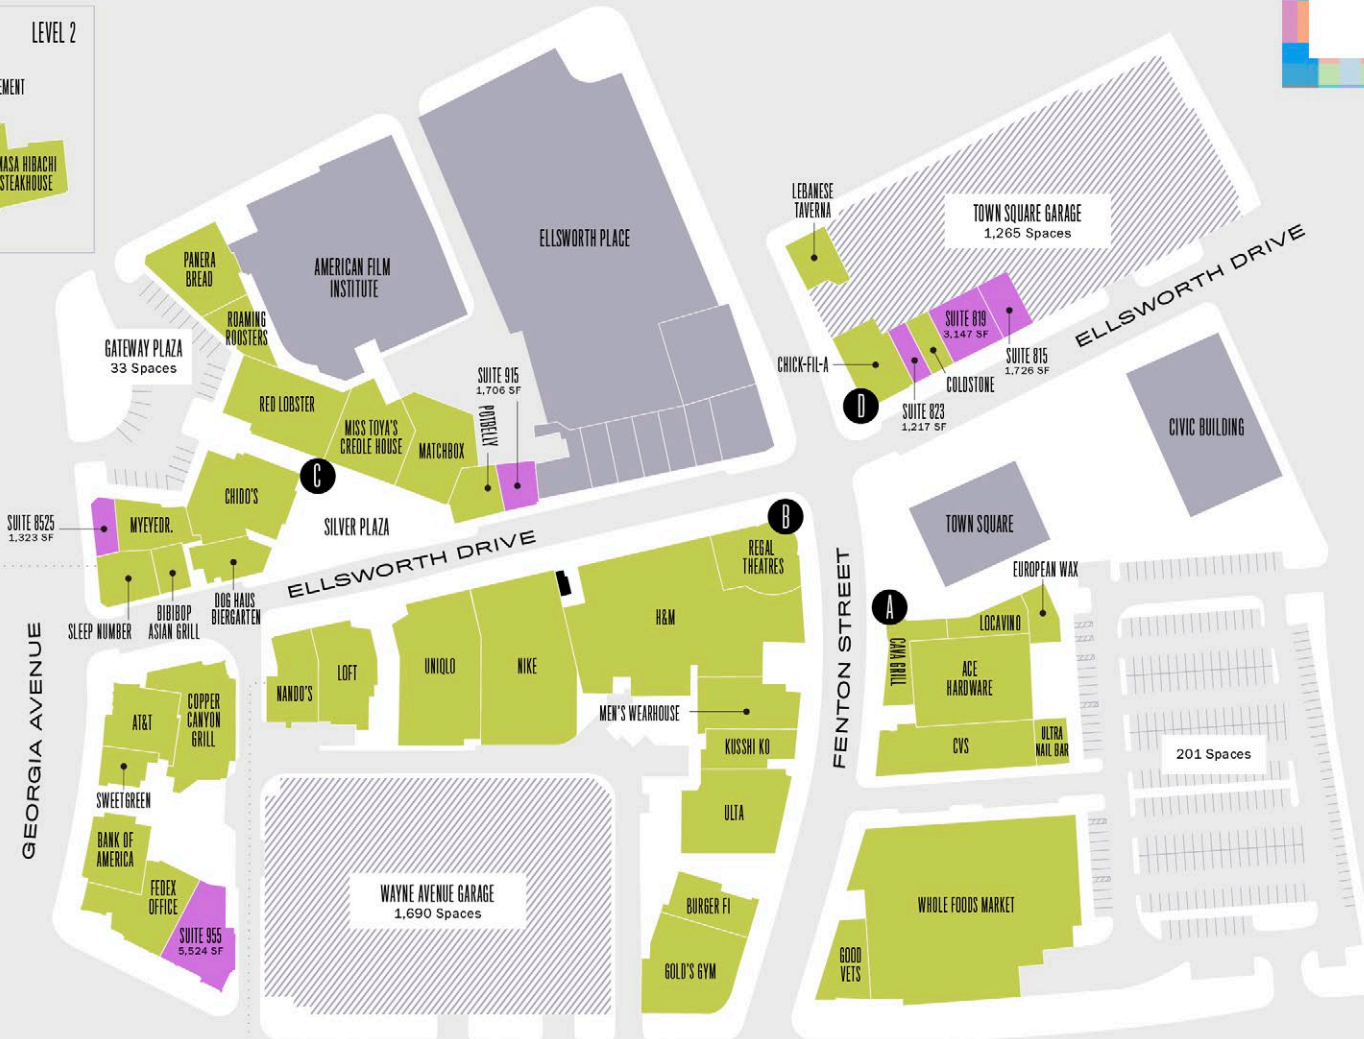 LEVEL 2
EMENT
MASA HIBACHI
STEAKHOUSE
PANERA
BREAD
ROAMING
ROOSTERS
AMERICAN FILM
INSTITUTE
ELLSWORTH PLACE
LEBANESE
TAVERNA
TOWN SQUARE GARAGE
1,265 Spaces
ELLSWORTH DRIVE
GATEWAY PLAZA
33 Spaces
RED LOBSTER
MISS TOYA'S
CREOLE HOUSE
MATCHBOX
POTBELLY
SUITE 915
1,706 SF
CHICK-FIL-A
SUITE 823
1,217 SF
COLDSTONE
SUITE 819
3,147 SF
SUITE 815
1,726 SF
D
CIVIC BUILDING
TOWN SQUARE
C
CHIDO'S
SILVER PLAZA
SUITE 8525
1,323 SF
MYEYEDR.
SLEEP NUMBER
BIBIBOP
ASIAN GRILL
DOG HAUS
BIERGARTEN
ELLSWORTH DRIVE
B
REGAL
THEATRES
H&M
NIKE
UNIQLO
LOFT
NANDO'S
MEN'S WEARHOUSE
KUSSHI KO
ULTA
BURGER FI
GOLD'S GYM
FENTON STREET
A
EUROPEAN WAX
LOCAVINO
CAVA GRILL
ACE
HARDWARE
CVS
ULTRA
NAIL BAR
201 Spaces
WHOLE FOODS MARKET
GOOD
VETS
GEORGIA AVENUE
AT&T
COPPER
CANYON
GRILL
SWEETGREEN
BANK OF
AMERICA
FEDEX
OFFICE
SUITE 955
5,524 SF
WAYNE AVENUE GARAGE
1,690 Spaces